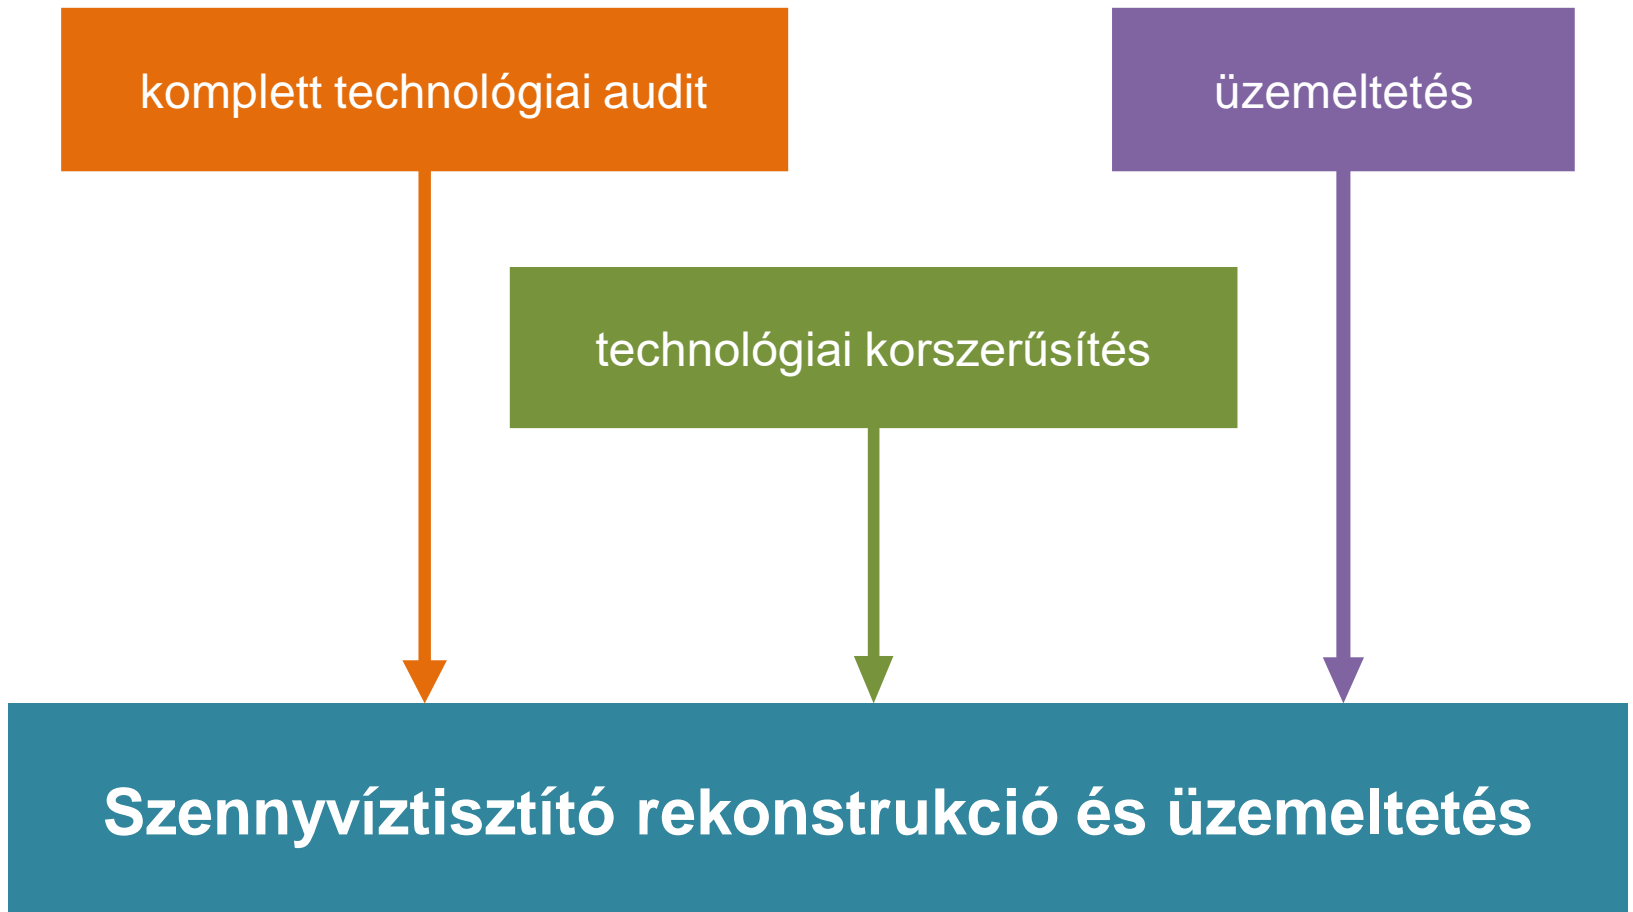 komplett technológiai audit
üzemeltetés
technológiai korszerűsítés
Szennyvíztisztító rekonstrukció és üzemeltetés